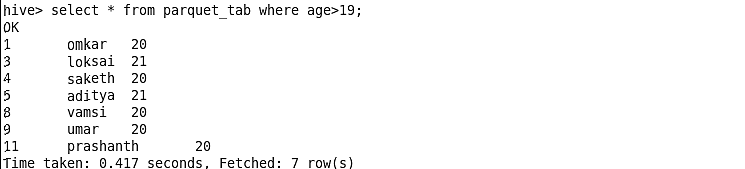 hive> select * from parquet_tab where age>19;
OK
1 omkar 20
3 loksai 21
4 saketh 20
5 aditya 21
8 vamsi 20
9 umar 20
11 prashanth 20
Time taken: 0.417 seconds, Fetched: 7 row(s)